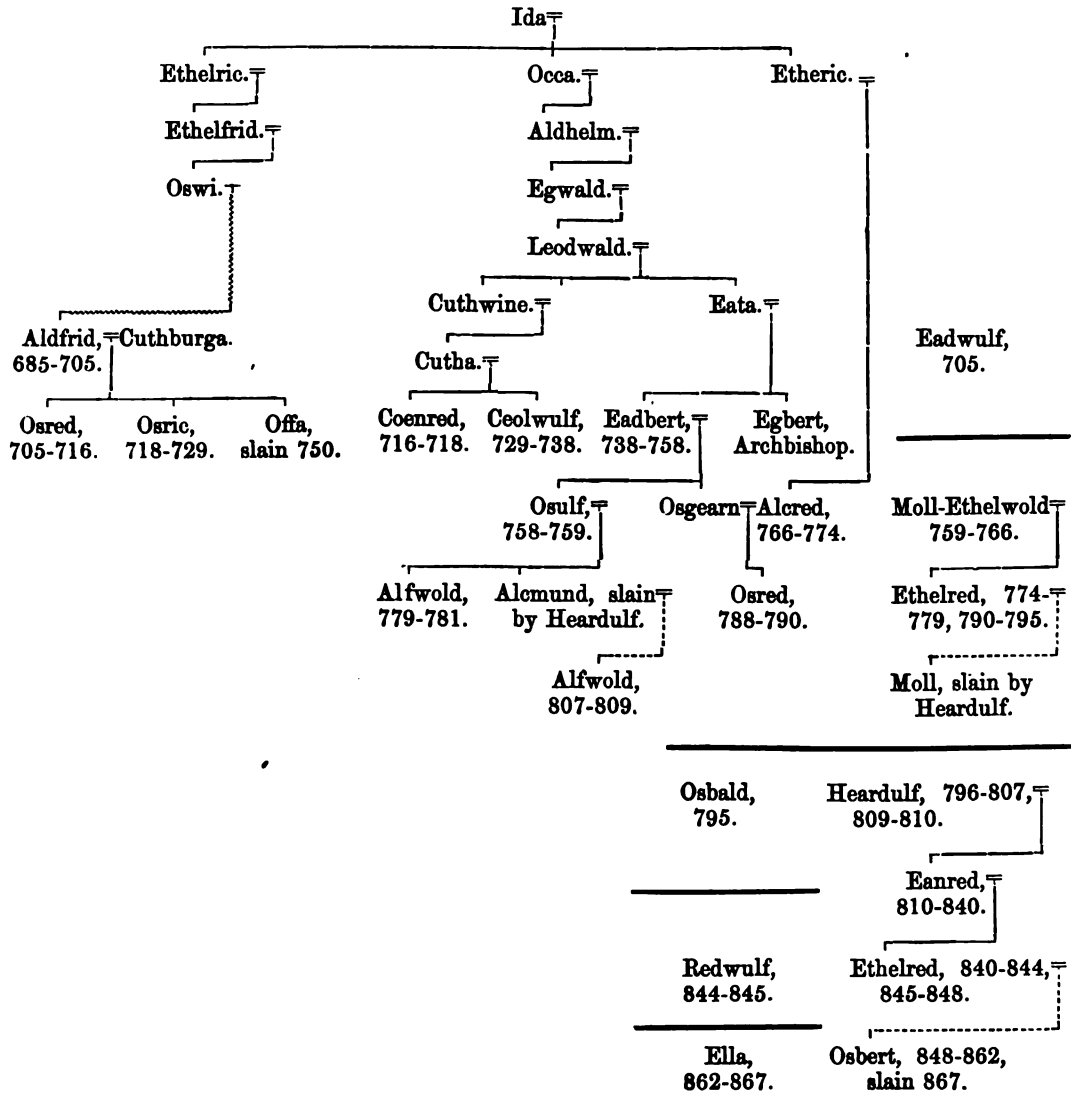 Ida
Ethelric. Occa. Etheric.
Ethelfrid. Aldhelm.
Oswi. Egwald.
Leodwald.
Cuthwine. Eata.
Aldfrid, Cuthburga. Eadwulf,
685-705. 705.
Cutha.
Osred, Osric, Offa, Coenred, Ceolwulf, Eadbert, Egbert,
705-716. 718-729. slain 750. 716-718. 729-738. 738-758. Archbishop.
Osulf, Osgearn Alcred, Moll-Ethelwold
758-759. 766-774. 759-766.
Alfwold, Alcmund, slain Osred, Ethelred, 774-
779-781. by Heardulf. 788-790. 779, 790-795.
Alfwold, Moll, slain by
807-809. Heardulf.
Osbald, Heardulf, 796-807,
795. 809-810.
Eanred,
810-840.
Redwulf, Ethelred, 840-844,
844-845. 845-848.
Ella, Osbert, 848-862,
862-867. slain 867.